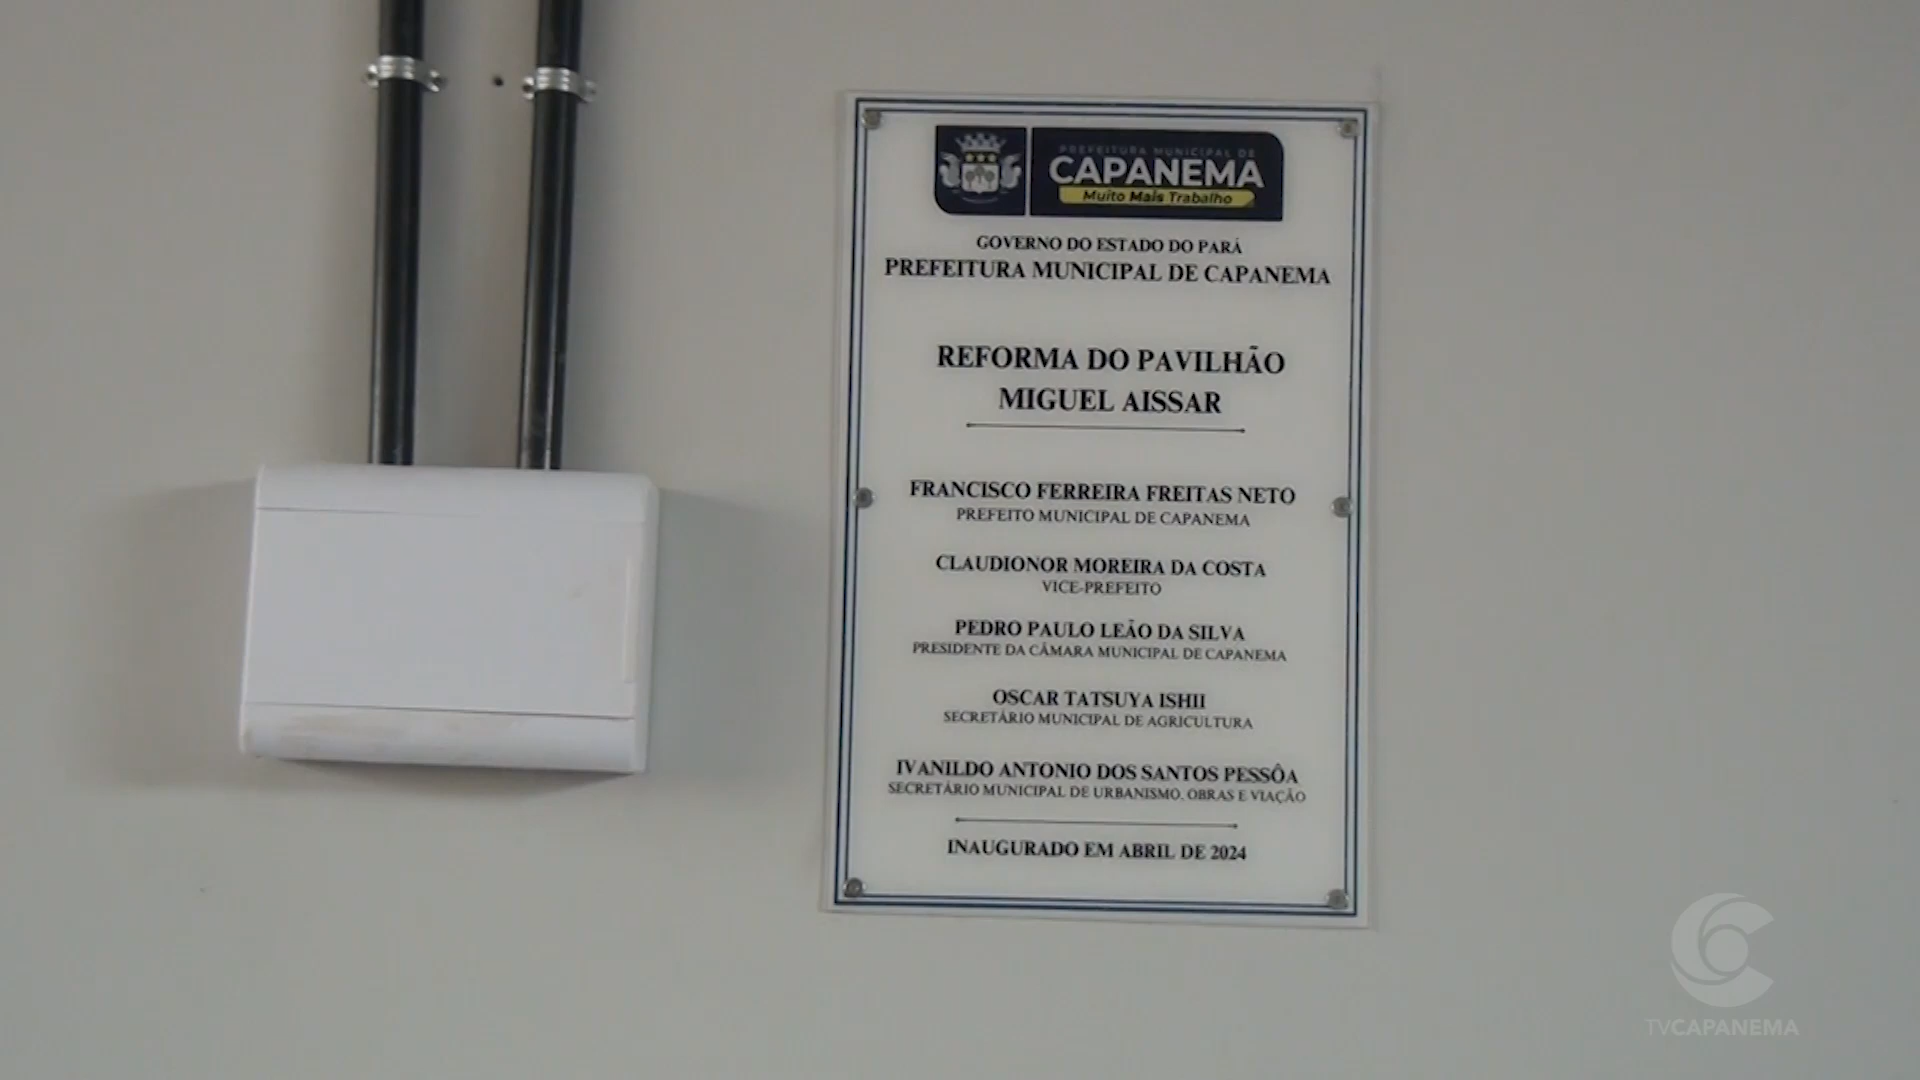 PREFEITURA MUNICIPAL DE
CAPANEMA
Muito Mais Trabalho
GOVERNO DO ESTADO DO PARÁ
PREFEITURA MUNICIPAL DE CAPANEMA
REFORMA DO PAVILHÃO
MIGUEL AISSAR
FRANCISCO FERREIRA FREITAS NETO
PREFEITO MUNICIPAL DE CAPANEMA
CLAUDIONOR MOREIRA DA COSTA
VICE-PREFEITO
PEDRO PAULO LEÃO DA SILVA
PRESIDENTE DA CÂMARA MUNICIPAL DE CAPANEMA
OSCAR TATSUYA ISHII
SECRETÁRIO MUNICIPAL DE AGRICULTURA
IVANILDO ANTONIO DOS SANTOS PESSÔA
SECRETÁRIO MUNICIPAL DE URBANISMO, OBRAS E VIAÇÃO
INAUGURADO EM ABRIL DE 2024
TVCAPANEMA